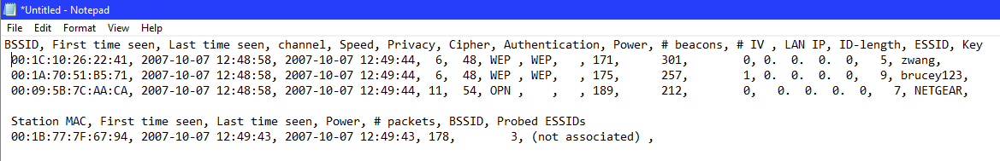 *Untitled - Notepad
File Edit Format View Help
BSSID, First time seen, Last time seen, channel, Speed, Privacy, Cipher, Authentication, Power, # beacons, # IV , LAN IP, ID-length, ESSID, Key
00:1C:10:26:22:41, 2007-10-07 12:48:58, 2007-10-07 12:49:44,  6,  48, WEP , WEP,   , 171,      301,         0, 0.  0.  0.  0,   5, zwang,
00:1A:70:51:B5:71, 2007-10-07 12:48:58, 2007-10-07 12:49:44,  6,  48, WEP , WEP,   , 175,      257,         1, 0.  0.  0.  0,   9, brucey123,
00:09:5B:7C:AA:CA, 2007-10-07 12:48:58, 2007-10-07 12:49:44, 11,  54, OPN ,     ,   , 189,      212,         0,   0.  0.  0.  0,   7, NETGEAR,
Station MAC, First time seen, Last time seen, Power, # packets, BSSID, Probed ESSIDs
00:1B:77:7F:67:94, 2007-10-07 12:49:43, 2007-10-07 12:49:43, 178,        3, (not associated) ,